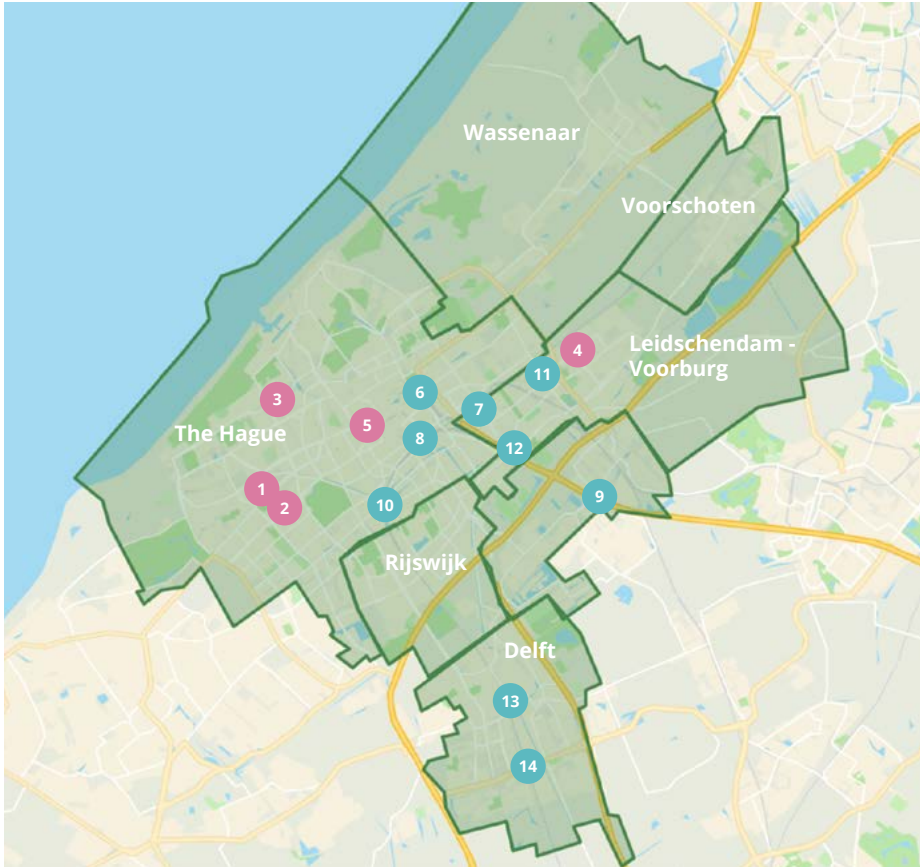 Wassenaar
Voorschoten
Leidschendam -
Voorburg
4
11
6
3
7
5
The Hague
8
12
1
9
10
2
Rijswijk
Delft
13
14